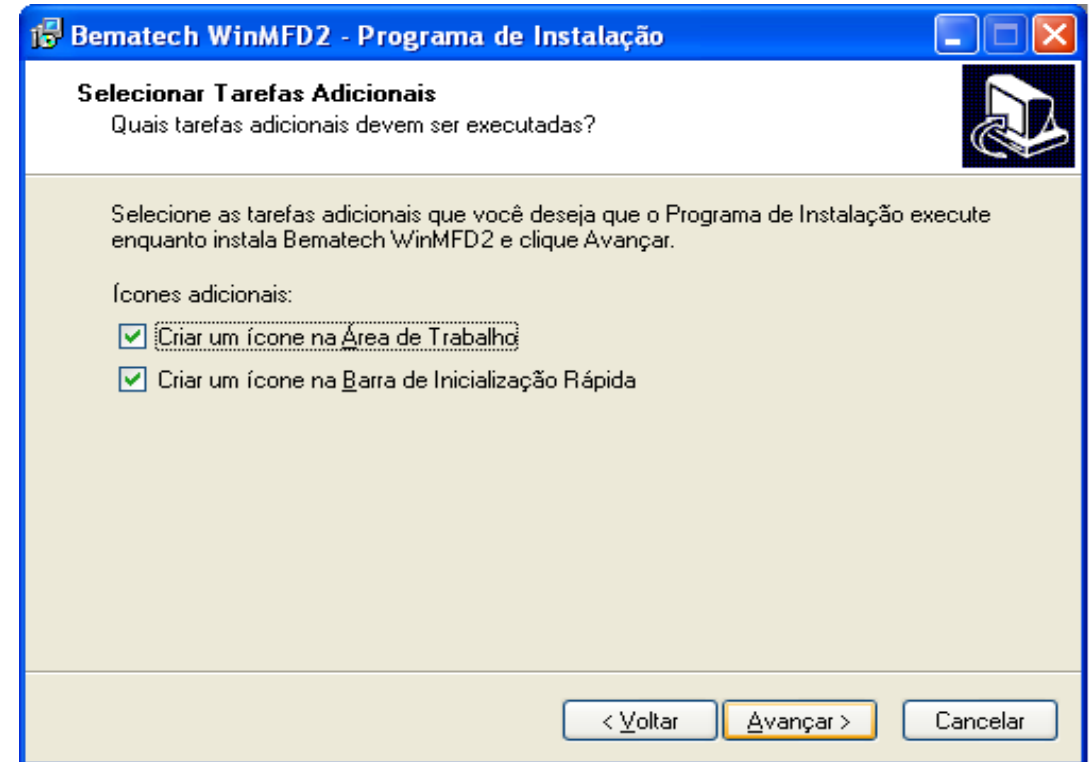 Bematech WinMFD2 - Programa de Instalação
Selecionar Tarefas Adicionais
Quais tarefas adicionais devem ser executadas?
Selecione as tarefas adicionais que você deseja que o Programa de Instalação execute
enquanto instala Bematech WinMFD2 e clique Avançar.
Ícones adicionais:
Criar um ícone na Área de Trabalho
Criar um ícone na Barra de Inicialização Rápida
< Voltar
Avançar >
Cancelar